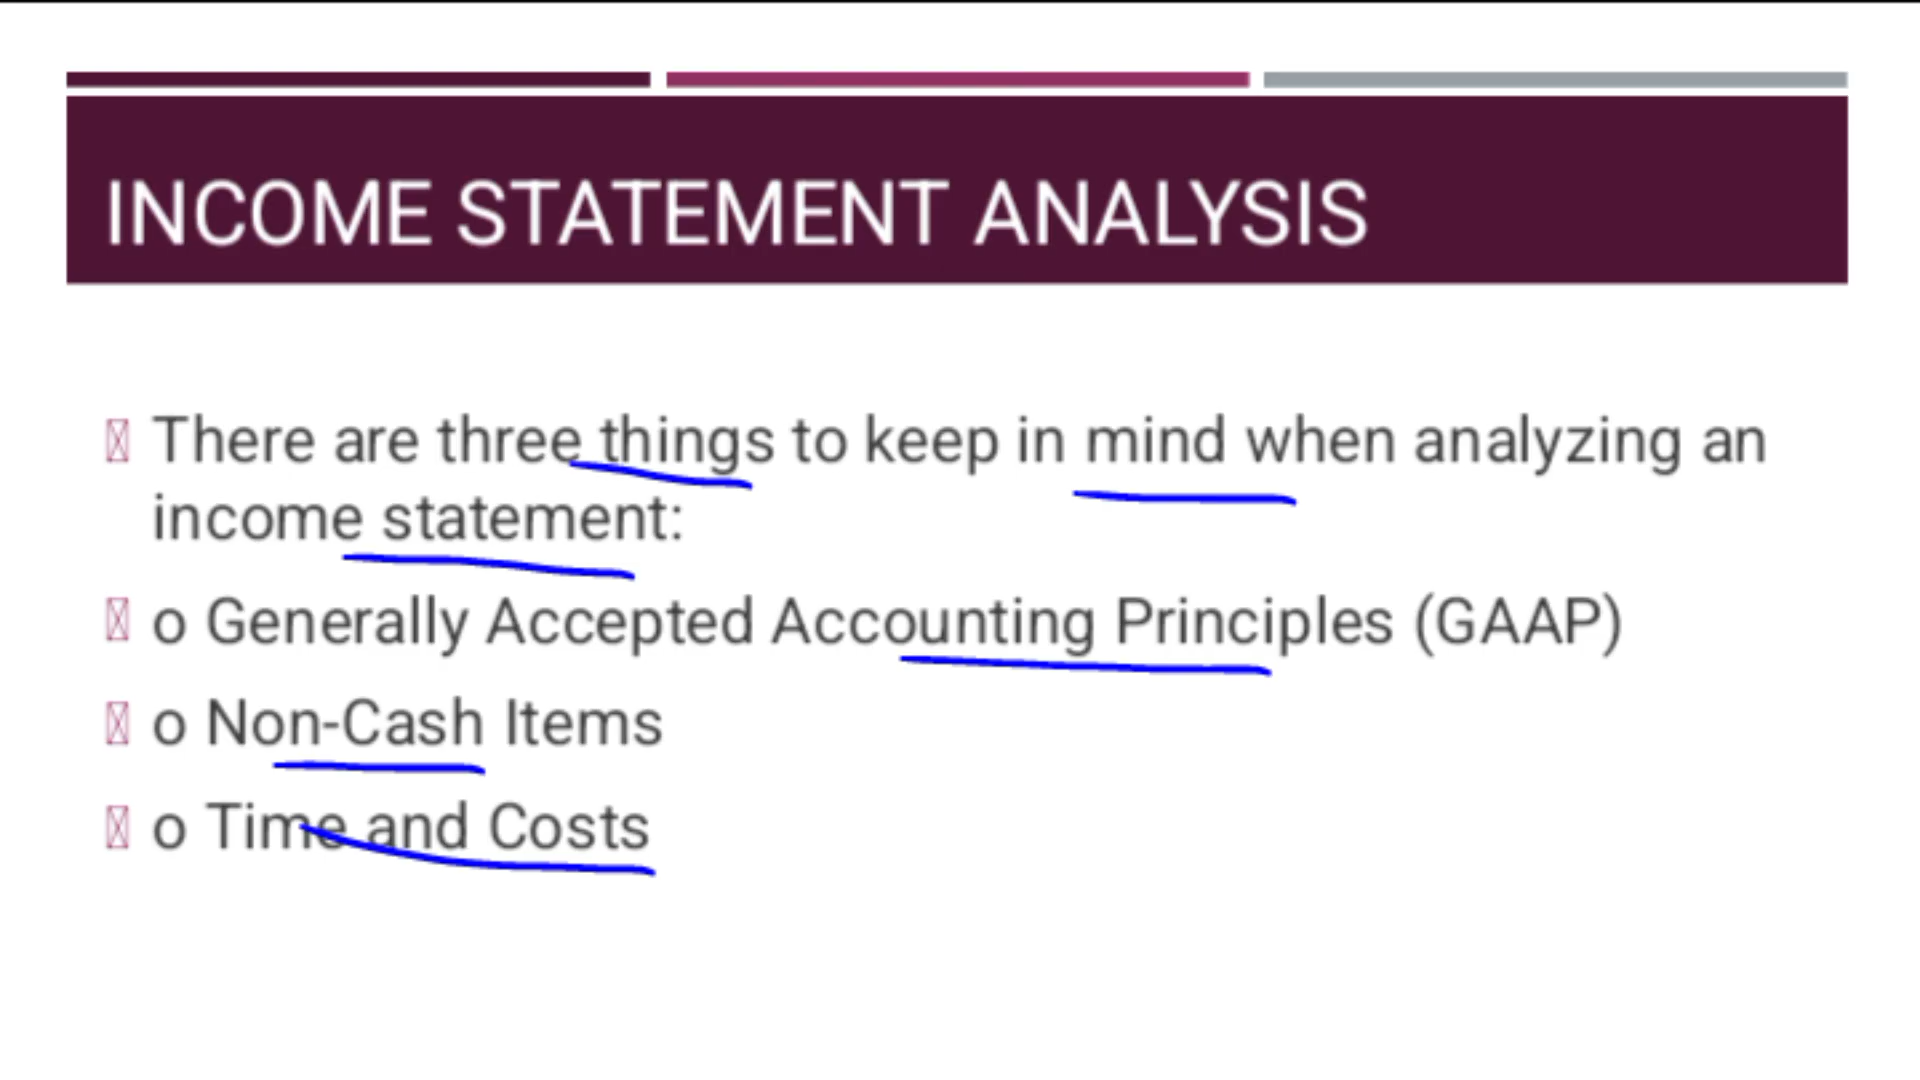 INCOME STATEMENT ANALYSIS
There are three things to keep in mind when analyzing an
income statement:
o Generally Accepted Accounting Principles (GAAP)
o Non-Cash Items
o Time and Costs